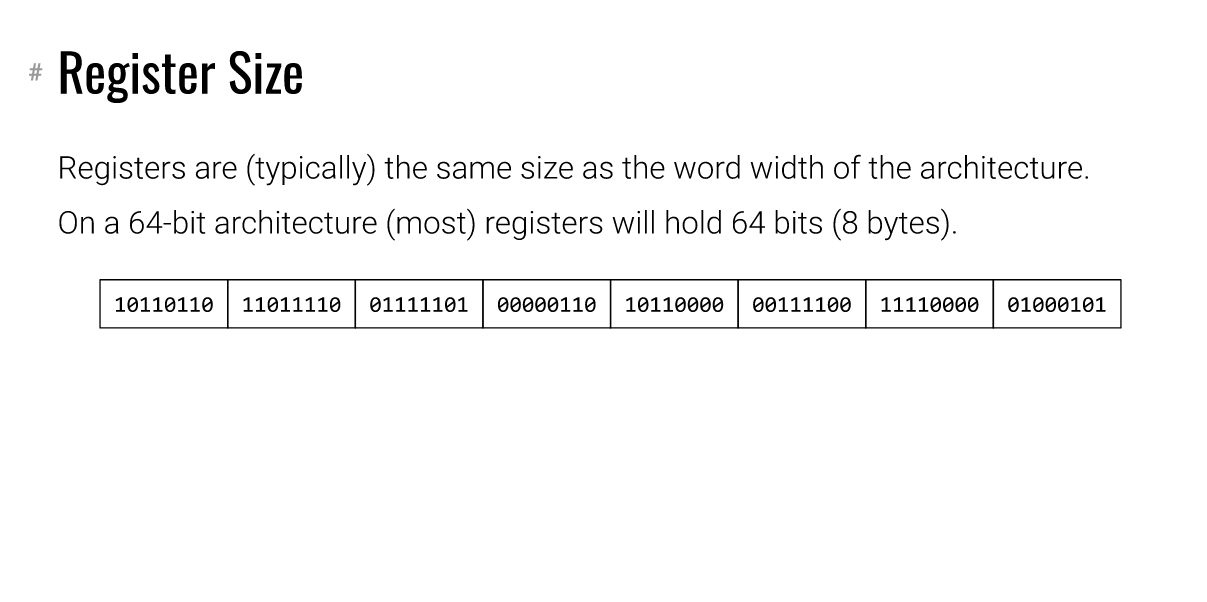 # Register Size
Registers are (typically) the same size as the word width of the architecture.
On a 64-bit architecture (most) registers will hold 64 bits (8 bytes).
10110110 11011110 01111101 00000110 10110000 00111100 11110000 01000101